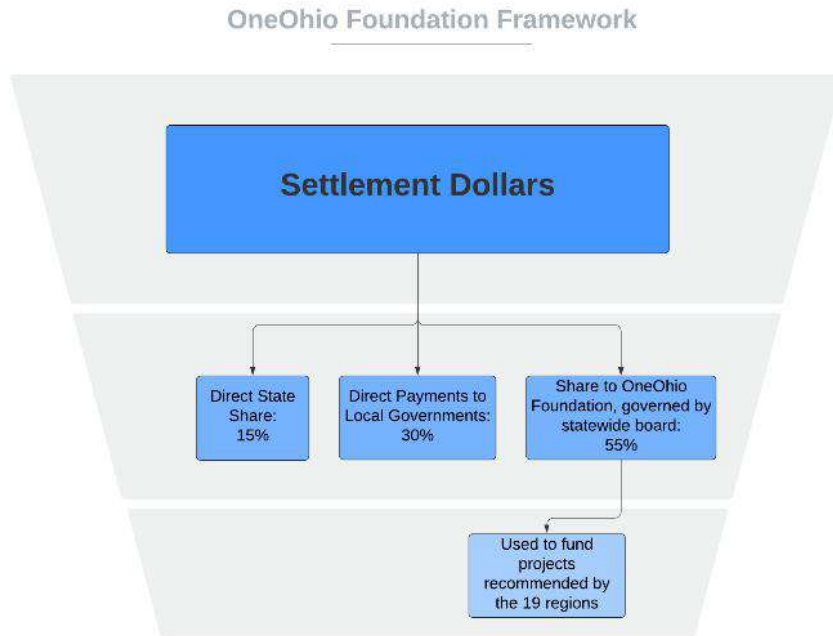 OneOhio Foundation Framework
Settlement Dollars
Direct State
Share:
15%
Direct Payments to
Local Governments:
30%
Share to OneOhio
Foundation, governed by
statewide board:
55%
Used to fund
projects
recommended by
the 19 regions